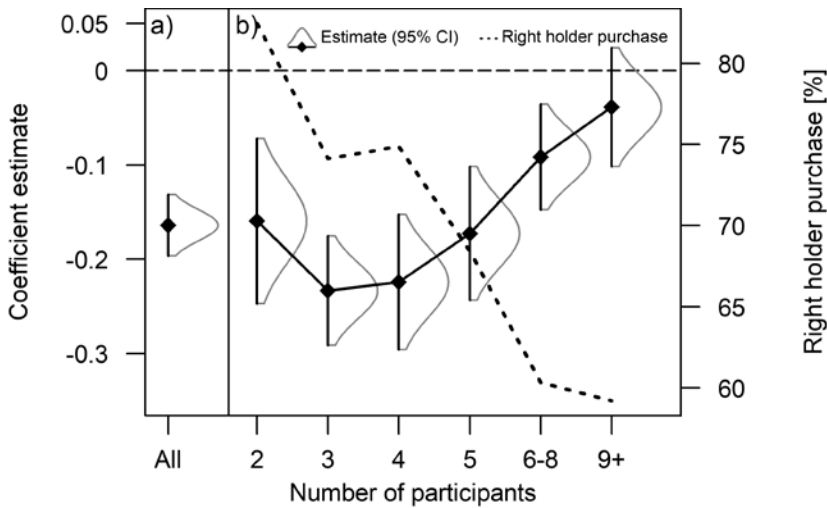 a)
b)
Estimate (95% CI)
Right holder purchase
Coefficient estimate
0.05
0
-0.1
-0.2
-0.3
80
75
70
65
60
Right holder purchase [%]
All
2
3
4
5
6-8
9+
Number of participants